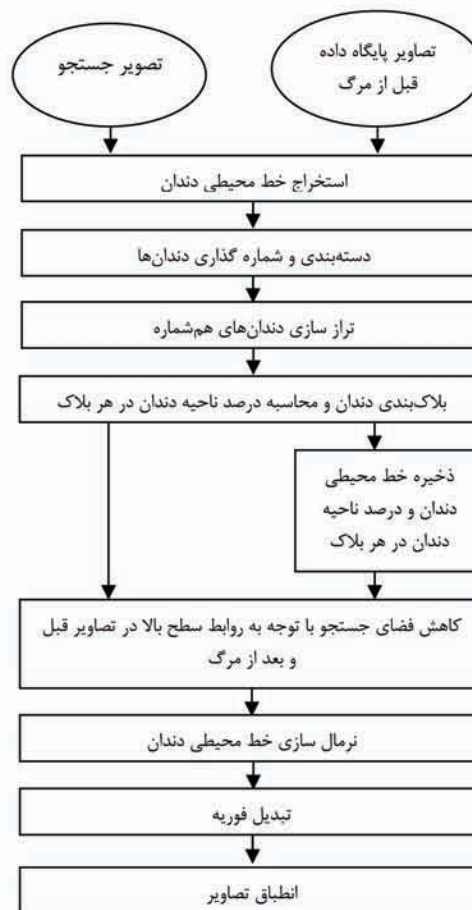 تصاویر پایگاه داده
قبل از مرگ
تصویر جستجو
استخراج خط محیطی دندان
دسته‌بندی و شماره گذاری دندان‌ها
تراز سازی دندان‌های هم‌شماره
بلاک‌بندی دندان و محاسبه درصد ناحیه دندان در هر بلاک
ذخیره خط محیطی
دندان و درصد ناحیه
دندان در هر بلاک
کاهش فضای جستجو با توجه به روابط سطح بالا در تصاویر قبل
و بعد از مرگ
نرمال سازی خط محیطی دندان
تبدیل فوریه
انطباق تصاویر